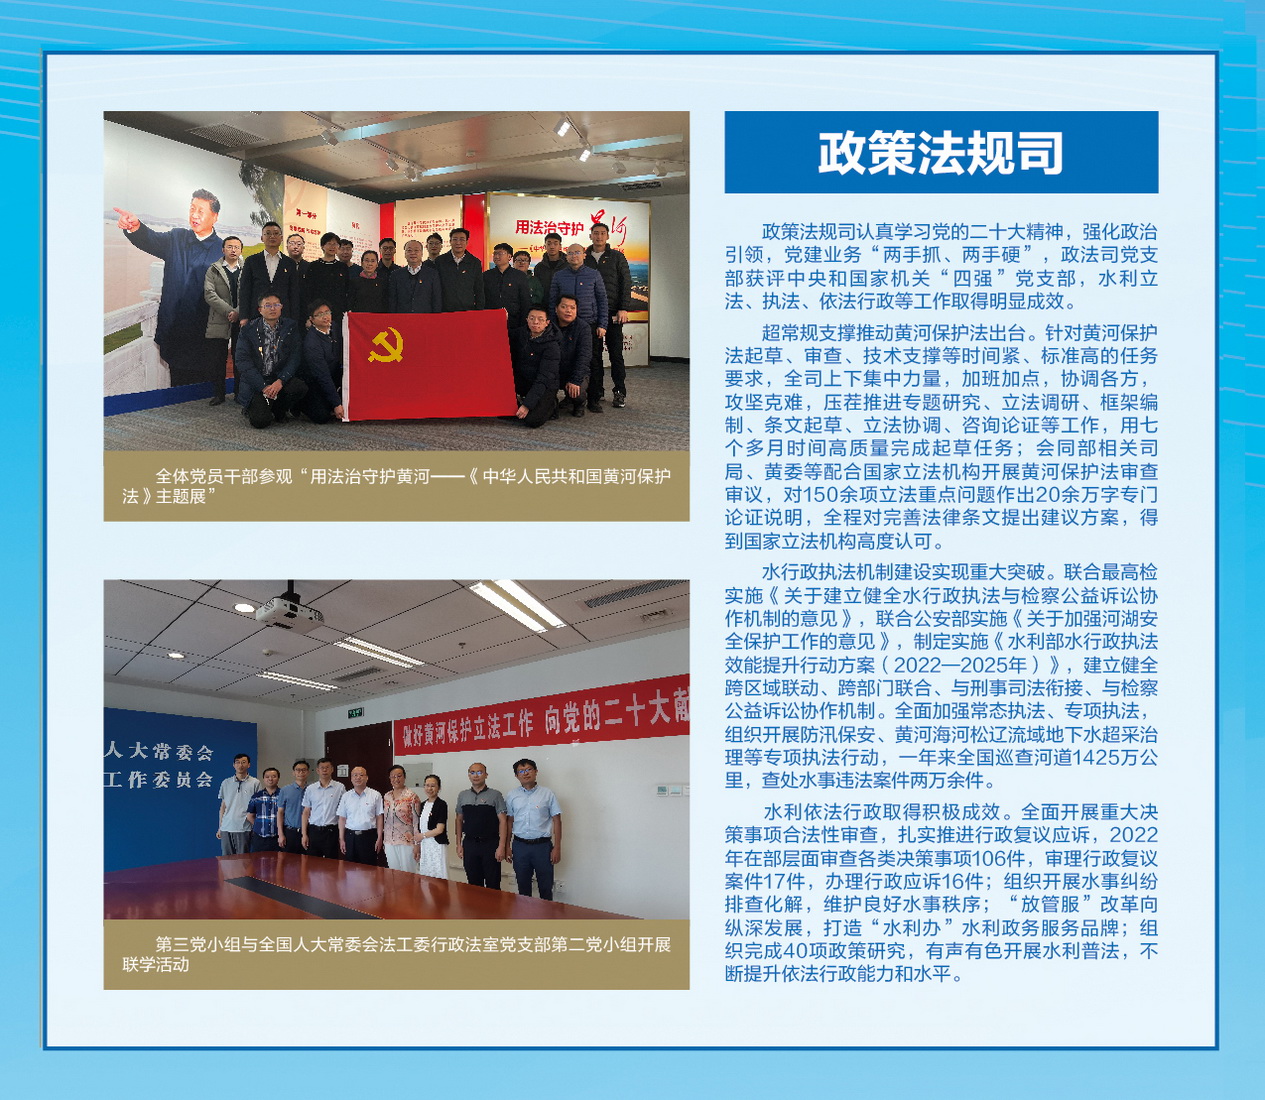 第一部分
用法治守护黄河
全体党员干部参观“用法治守护黄河——《中华人民共和国黄河保护
法》主题展”
人大常委会
工作委员会
做好黄河保护立法工作 向党的二十大献
第三党小组与全国人大常委会法工委行政法室党支部第二党小组开展
联学活动
政策法规司
政策法规司认真学习党的二十大精神，强化政治
引领，党建业务“两手抓、两手硬”，政法司党支
部获评中央和国家机关“四强”党支部，水利立
法、执法、依法行政等工作取得明显成效。
超常规支撑推动黄河保护法出台。针对黄河保护
法起草、审查、技术支撑等时间紧、标准高的任务
要求，全司上下集中力量，加班加点，协调各方，
攻坚克难，压茬推进专题研究、立法调研、框架编
制、条文起草、立法协调、咨询论证等工作，用七
个多月时间高质量完成起草任务；会同部相关司
局、黄委等配合国家立法机构开展黄河保护法审查
审议，对150余项立法重点问题作出20余万字专门
论证说明，全程对完善法律条文提出建议方案，得
到国家立法机构高度认可。
水行政执法机制建设实现重大突破。联合最高检
实施《关于建立健全水行政执法与检察公益诉讼协
作机制的意见》，联合公安部实施《关于加强河湖安
全保护工作的意见》，制定实施《水利部水行政执法
效能提升行动方案（2022—2025年）》，建立健全
跨区域联动、跨部门联合、与刑事司法衔接、与检察
公益诉讼协作机制。全面加强常态执法、专项执法，
组织开展防汛保安、黄河海河松辽流域地下水超采治
理等专项执法行动，一年来全国巡查河道1425万公
里，查处水事违法案件两万余件。
水利依法行政取得积极成效。全面开展重大决
策事项合法性审查，扎实推进行政复议应诉，2022
年在部层面审查各类决策事项106件，审理行政复议
案件17件，办理行政应诉16件；组织开展水事纠纷
排查化解，维护良好水事秩序；“放管服”改革向
纵深发展，打造“水利办”水利政务服务品牌；组
织完成40项政策研究，有声有色开展水利普法，不
断提升依法行政能力和水平。